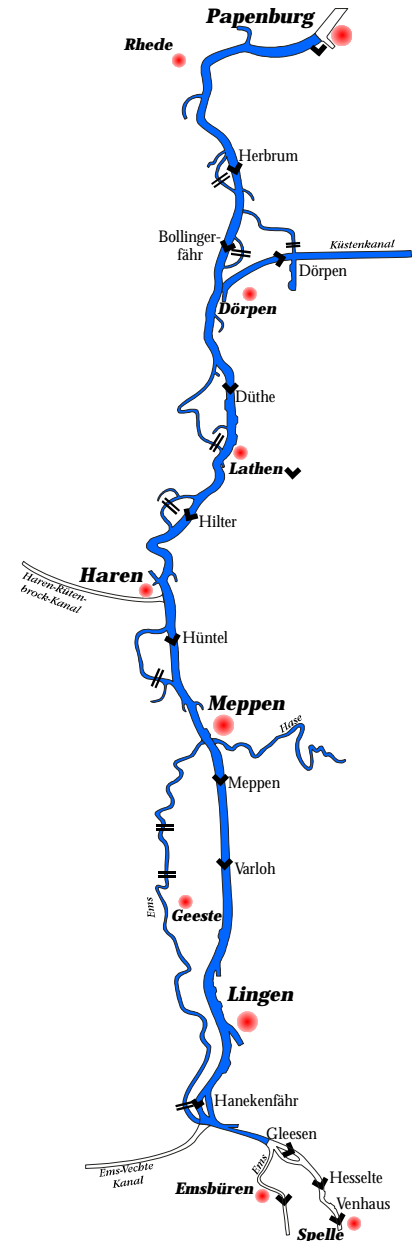 Papenburg
Rhede
Herbrum
Bollinger-
fähr
Küstenkanal
Dörpen
Dörpen
Düthe
Lathen
Hilter
Haren
Haren-Rüten-
brock-Kanal
Hüntel
Meppen
Hase
Meppen
Varloh
Ems
Geeste
Lingen
Hanekenfähr
Gleesen
Ems-Vechte
Kanal
Ems
Hesselte
Emsbüren
Venhaus
Spelle